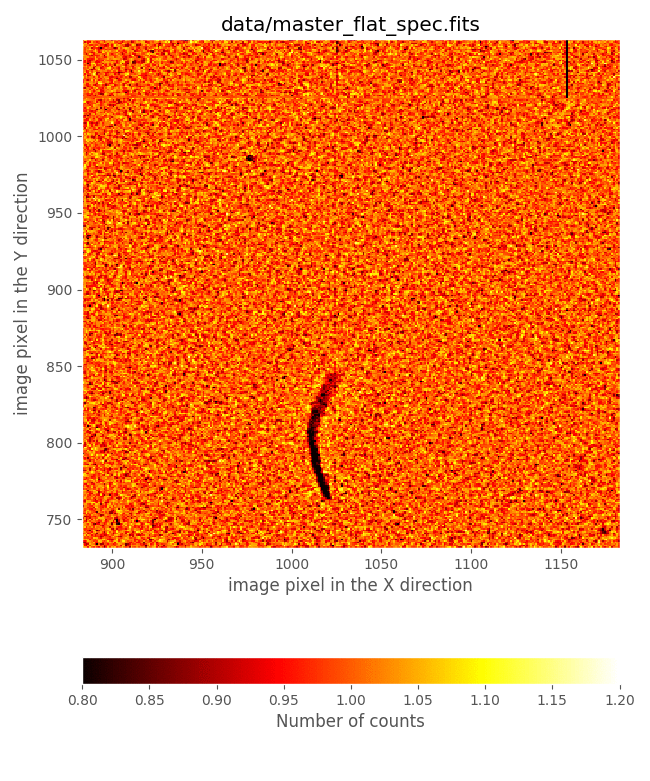 data/master_flat_spec.fits
1050
1000
950
900
850
800
750
image pixel in the Y direction
900 950 1000 1050 1100 1150
image pixel in the X direction
0.80 0.85 0.90 0.95 1.00 1.05 1.10 1.15 1.20
Number of counts